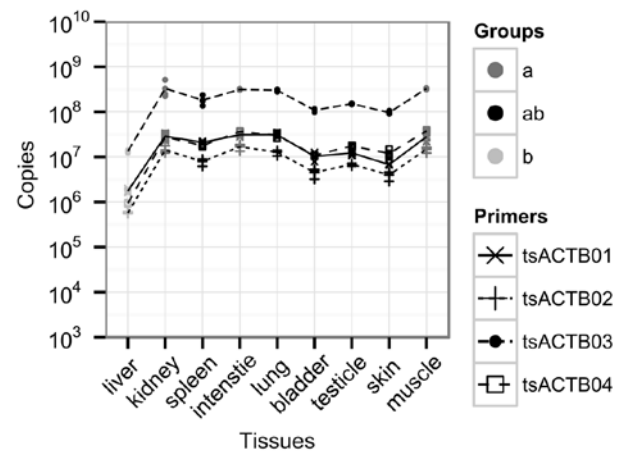 10^10
10^9
10^8
10^7
10^6
10^5
10^4
10^3
Copies
liver
kidney
spleen
intenstie
lung
bladder
testicle
skin
muscle
Tissues
Groups
a
ab
b
Primers
tsACTB01
tsACTB02
tsACTB03
tsACTB04